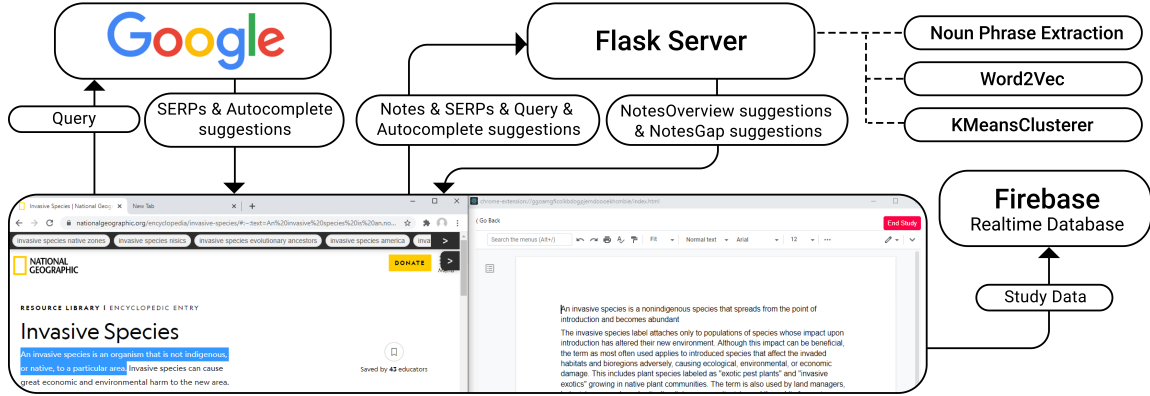 Google
Flask Server
Noun Phrase Extraction
Word2Vec
KMeansClusterer
Query
SERPs & Autocomplete
suggestions
Notes & SERPs & Query &
Autocomplete suggestions
NotesOverview suggestions
& NotesGap suggestions
Firebase
Realtime Database
Study Data
Invasive Species | National Geog
New Tab
nationalgeographic.org/encyclopedia/invasive-species/#:~:text=An%20invasive%20species%20is%20an.no...
invasive species native zones
invasive species nisics
invasive species evolutionary ancestors
invasive species america
inva
>
NATIONAL
GEOGRAPHIC
DONATE
>
RESOURCE LIBRARY | ENCYCLOPEDIC ENTRY
Invasive Species
An invasive species is an organism that is not indigenous,
or native, to a particular area. Invasive species can cause
great economic and environmental harm to the new area.
Saved by 43 educators
( Go Back
End Study
Search the menus (Alt+/)
Fit
Normal text
Arial
12
An invasive species is a nonindigenous species that spreads from the point of
introduction and becomes abundant
The invasive species label attaches only to populations of species whose impact upon
introduction has altered their new environment. Although this impact can be beneficial,
the term as most often used applies to introduced species that affect the invaded
habitats and bioregions adversely, causing ecological, environmental, or economic
damage. This includes plant species labeled as "exotic pest plants" and "invasive
exotics" growing in native plant communities. The term is also used by land managers,